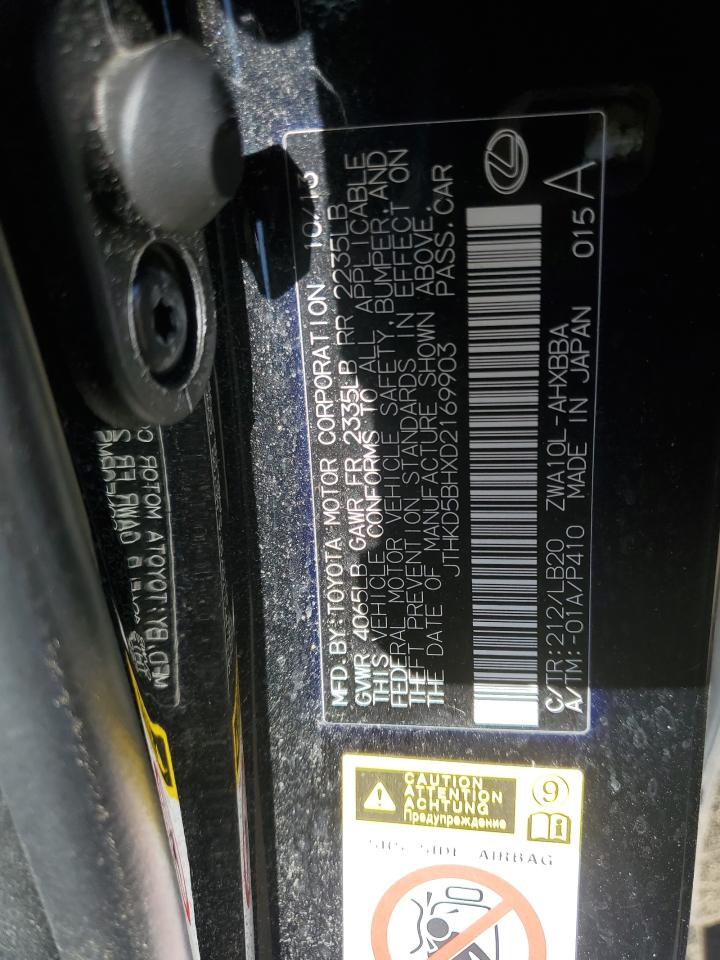 MFD.BY:TOYOTA MOTOR CORPORATION 10/13
GVWR 4065LB GAWR FR 2335LB RR 2235LB
THIS VEHICLE CONFORMS TO ALL APPLICABLE
FEDERAL MOTOR VEHICLE SAFETY, BUMPER, AND
THEFT PREVENTION STANDARDS IN EFFECT ON
THE DATE OF MANUFACTURE SHOWN ABOVE.
JTHKD5BHXD2169903 PASS.CAR
C/TR:212/LB20 ZWA10L-AHXBBA
A/TM:-01A/P410 MADE IN JAPAN 015 A
CAUTION
ATTENTION
ACHTUNG
Предупреждение
9
i
SIDE AIRBAG